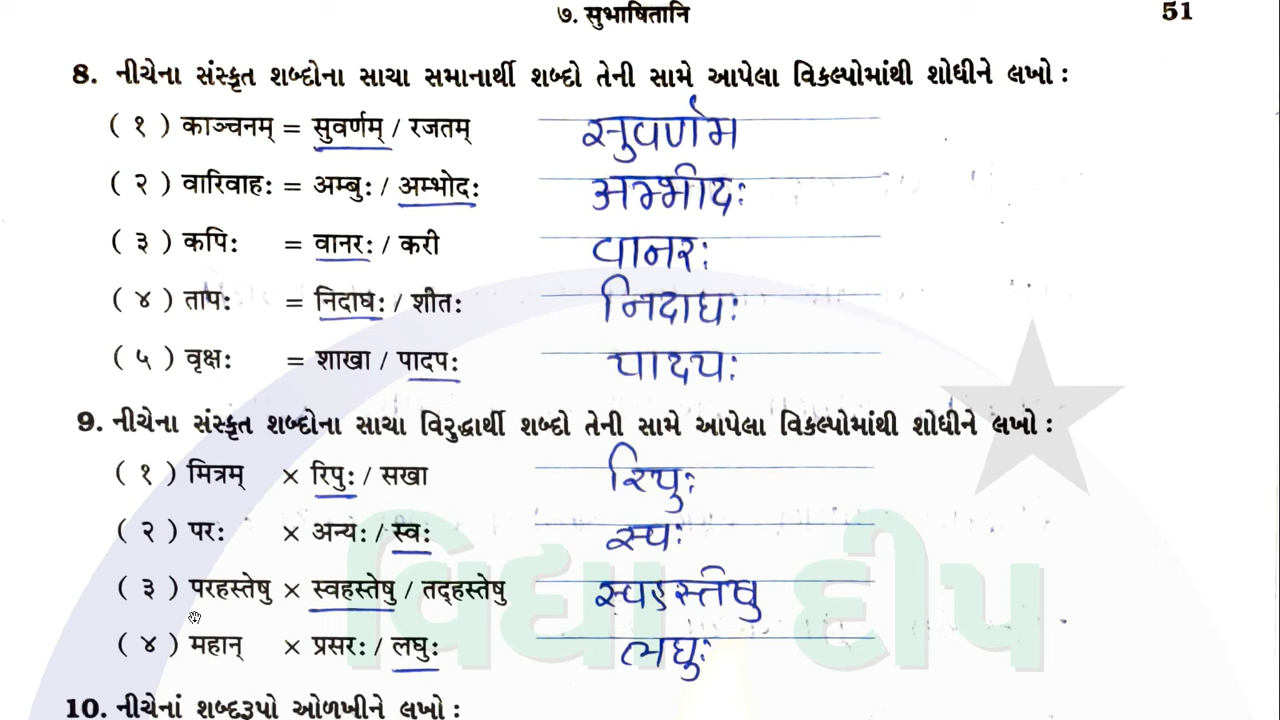 ७. सुभाषितानि 51
8. નીચેના સંસ્કૃત શબ્દોના સાચા સમાનાર્થી શબ્દો તેની સામે આપેલા વિકલ્પોમાંથી શોધીને લખો :
( १ ) काञ्चनम् = सुवर्णम् / रजतम् सुवर्णम
( २ ) वारिवाहः = अम्बुः / अम्भोदः अम्भोदः
( ३ ) कपिः = वानरः / करी वानरः
( ४ ) तापः = निदाघः / शीतः निदाघः
( ५ ) वृक्षः = शाखा / पादपः पादपः
9. નીચેના સંસ્કૃત શબ્દોના સાચા વિરુદ્ધાર્થી શબ્દો તેની સામે આપેલા વિકલ્પોમાંથી શોધીને લખો :
( १ ) मित्रम् × रिपुः / सखा रिपुः
( २ ) परः × अन्यः / स्वः स्वः
( ३ ) परहस्तेषु × स्वहस्तेषु / तद्हस्तेषु स्वहस्तेषु
( ४ ) महान् × प्रसरः / लघुः लघुः
વિદ્યા દીપ
10. નીચેનાં શબ્દરૂપો ઓળખીને લખો :